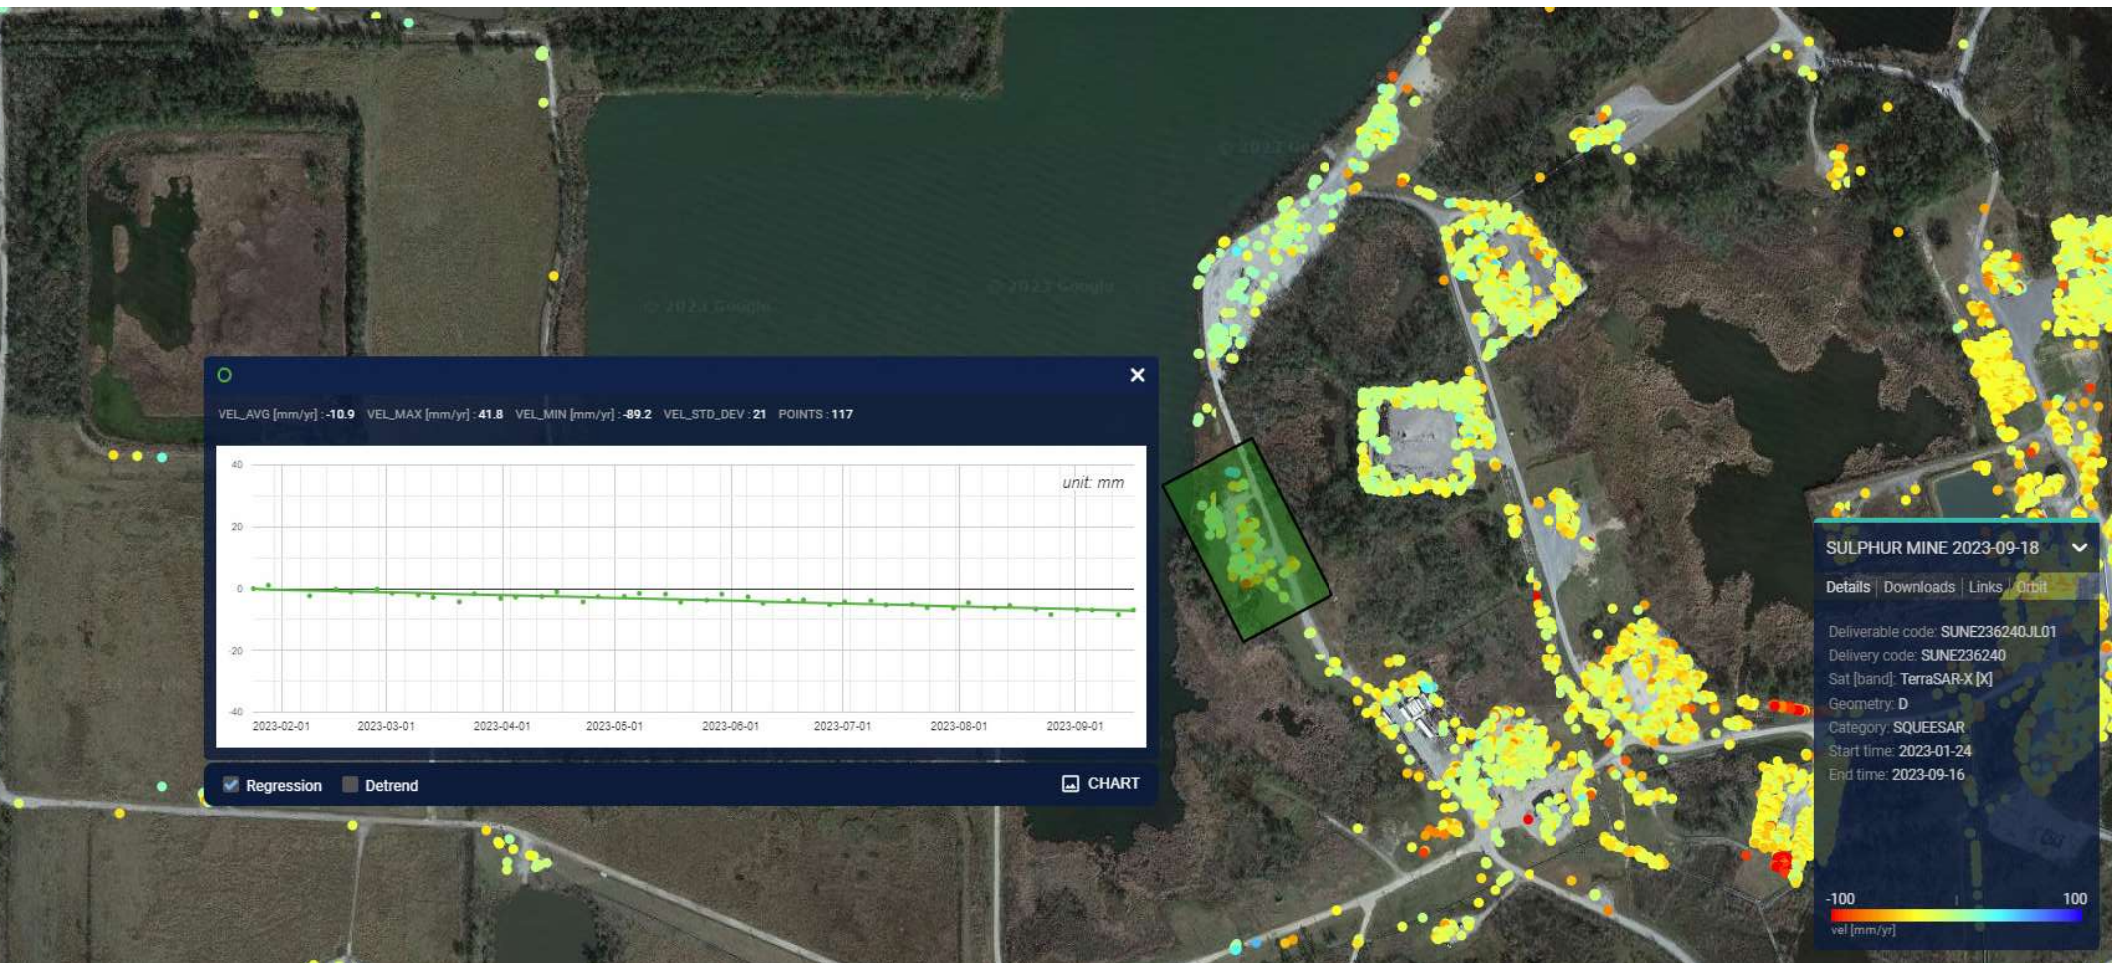 © 2023 Google
© 2023 Google
VEL_AVG [mm/yr] : -10.9 VEL_MAX [mm/yr] : 41.8 VEL_MIN [mm/yr] : -89.2 VEL_STD_DEV : 21 POINTS : 117
unit: mm
40
20
0
-20
-40
2023-02-01 2023-03-01 2023-04-01 2023-05-01 2023-06-01 2023-07-01 2023-08-01 2023-09-01
Regression Detrend CHART
SULPHUR MINE 2023-09-18
Details Downloads Links Orbit
Deliverable code: SUNE236240JL01
Delivery code: SUNE236240
Sat [band]: TerraSAR-X [X]
Geometry: D
Category: SQUEESAR
Start time: 2023-01-24
End time: 2023-09-16
-100 100
vel [mm/yr]